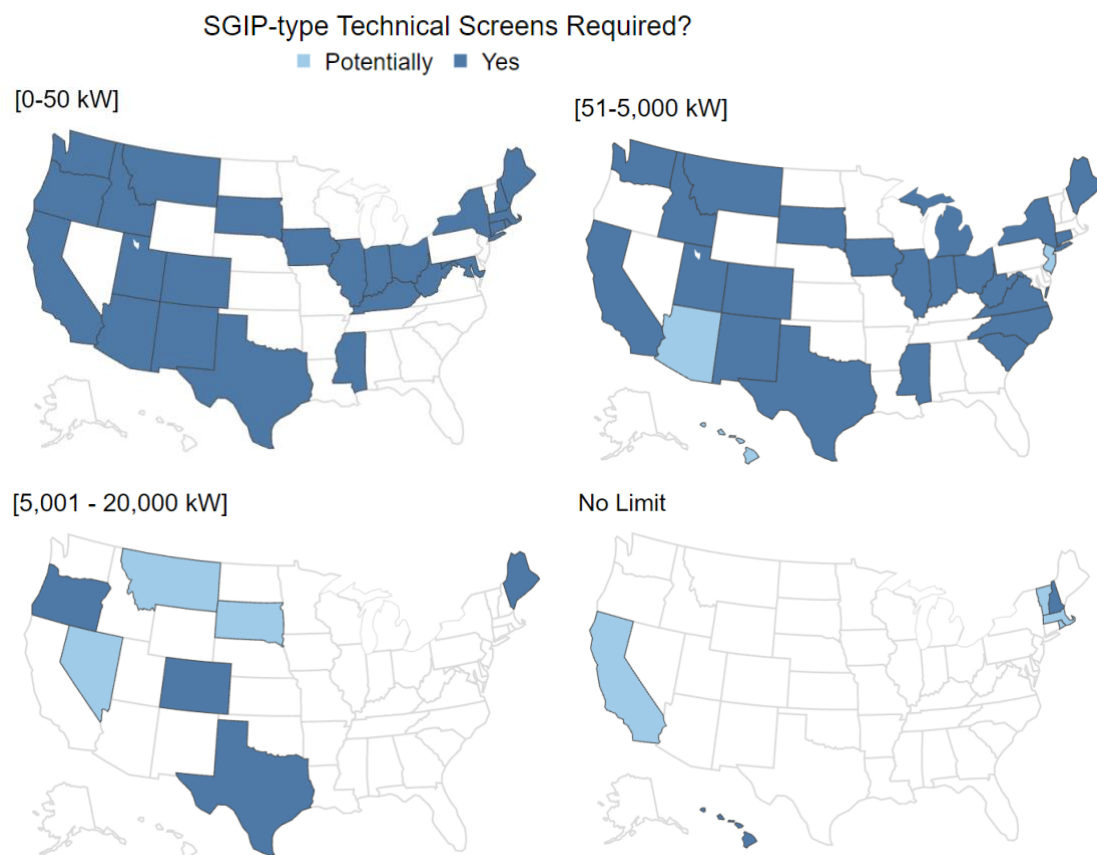 SGIP-type Technical Screens Required?
Potentially Yes
[0-50 kW]
[51-5,000 kW]
[5,001 - 20,000 kW]
No Limit